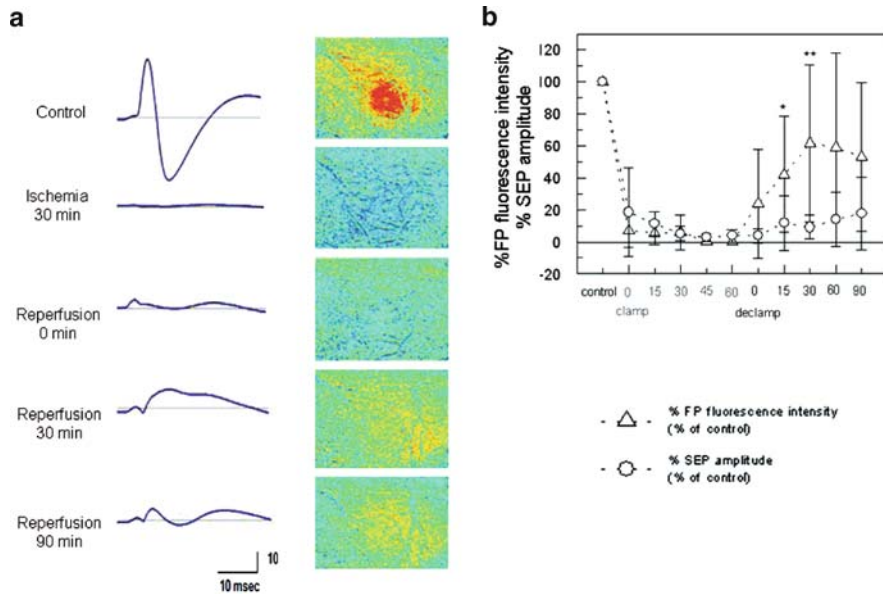 a
Control
Ischemia
30 min
Reperfusion
0 min
Reperfusion
30 min
Reperfusion
90 min
10
10 msec
b
%FP fluorescence intensity
% SEP amplitude
120
100
80
60
40
20
0
-20
*
**
control 0 15 30 45 60 0 15 30 60 90
clamp declamp
% FP fluorescence intensity
(% of control)
% SEP amplitude
(% of control)